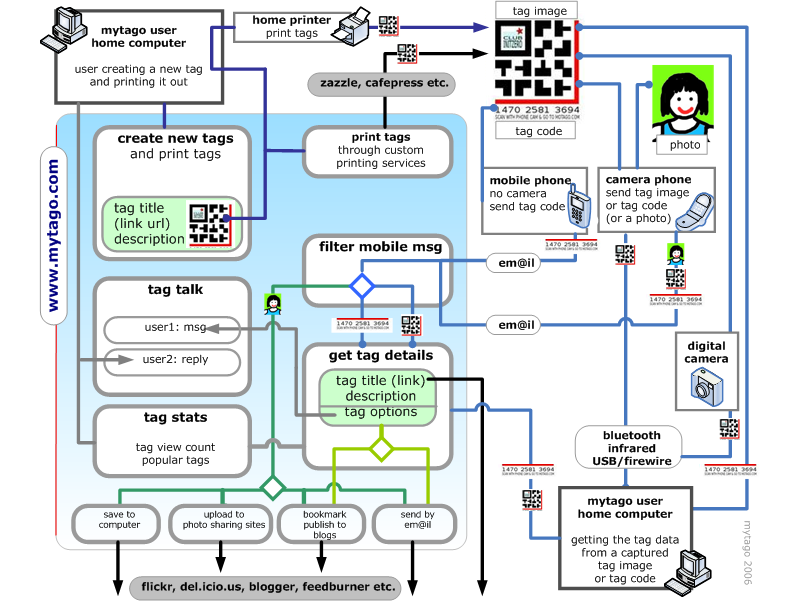 mytago user
home computer
user creating a new tag
and printing it out
home printer
print tags
zazzle, cafepress etc.
tag image
CLUB
1470 2581 3694
SCAN WITH PHONE CAM & GO TO MOTAGO.COM
tag code
photo
www.mytago.com
create new tags
and print tags
tag title
(link url)
description
print tags
through custom
printing services
mobile phone
no camera
send tag code
camera phone
send tag image
or tag code
(or a photo)
1470 2581 3694
filter mobile msg
em@il
1470 2581 3694
em@il
tag talk
user1: msg
user2: reply
1470 2581 3694
get tag details
tag title (link)
description
tag options
digital
camera
tag stats
tag view count
popular tags
bluetooth
infrared
USB/firewire
1470 2581 3694
1470 2581 3694
save to
computer
upload to
photo sharing sites
bookmark
publish to
blogs
send by
em@il
mytago user
home computer
getting the tag data
from a captured
tag image
or tag code
flickr, del.icio.us, blogger, feedburner etc.
mytago 2006